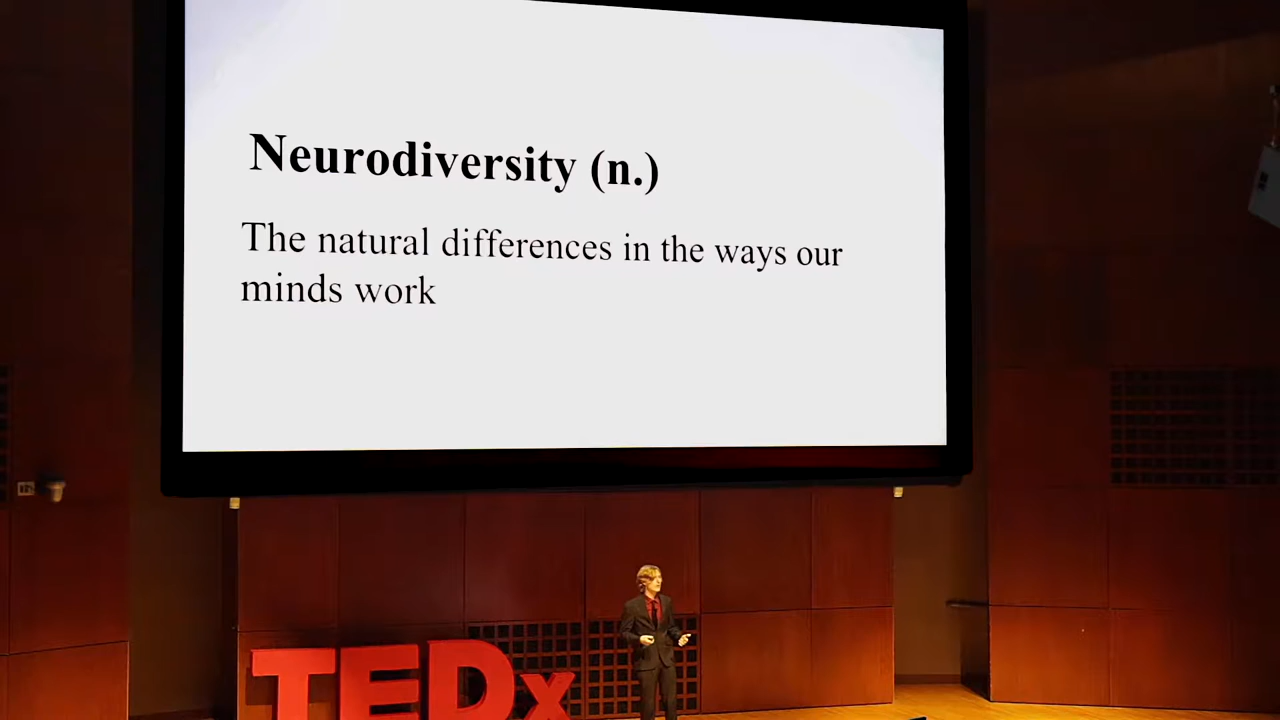 Neurodiversity (n.)
The natural differences in the ways our
minds work
TEDx